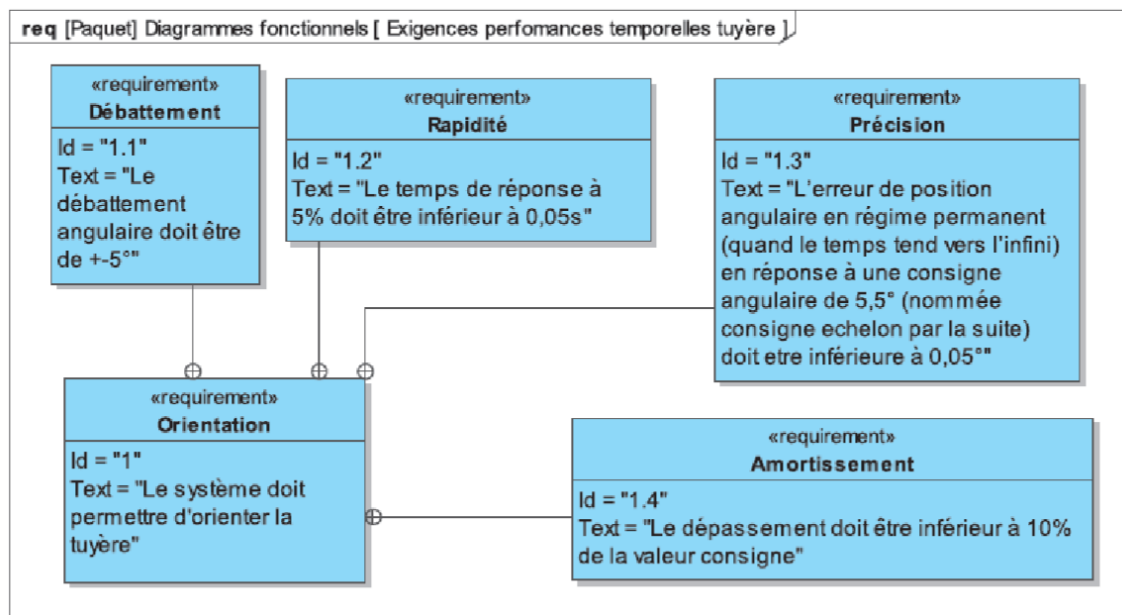 req [Paquet] Diagrammes fonctionnels [ Exigences perfomances temporelles tuyère ]
«requirement»
Débattement
Id = "1.1"
Text = "Le
débattement
angulaire doit être
de +-5°"
«requirement»
Rapidité
Id = "1.2"
Text = "Le temps de réponse à
5% doit être inférieur à 0,05s"
«requirement»
Précision
Id = "1.3"
Text = "L'erreur de position
angulaire en régime permanent
(quand le temps tend vers l'infini)
en réponse à une consigne
angulaire de 5,5° (nommée
consigne echelon par la suite)
doit etre inférieure à 0,05°"
«requirement»
Orientation
Id = "1"
Text = "Le système doit
permettre d'orienter la
tuyère"
«requirement»
Amortissement
Id = "1.4"
Text = "Le dépassement doit être inférieur à 10%
de la valeur consigne"